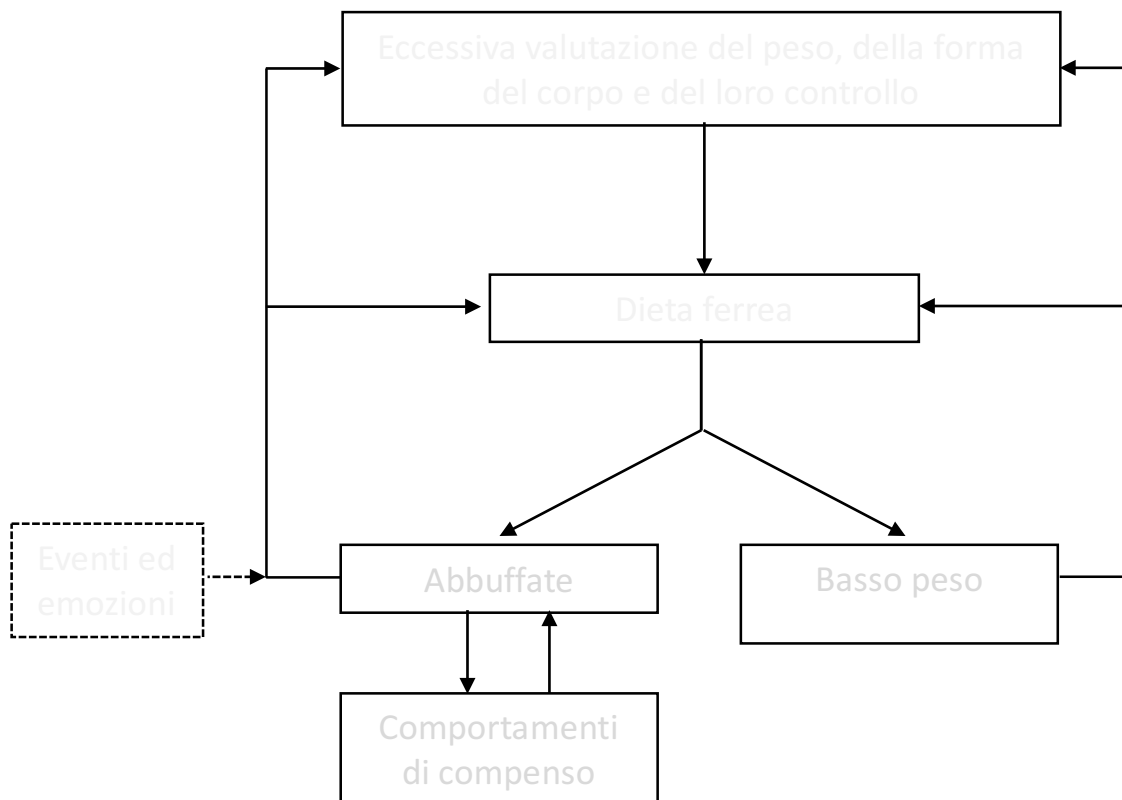 Eccessiva valutazione del peso, della forma
del corpo e del loro controllo
Dieta ferrea
Eventi ed
emozioni
Abbuffate
Basso peso
Comportamenti
di compenso